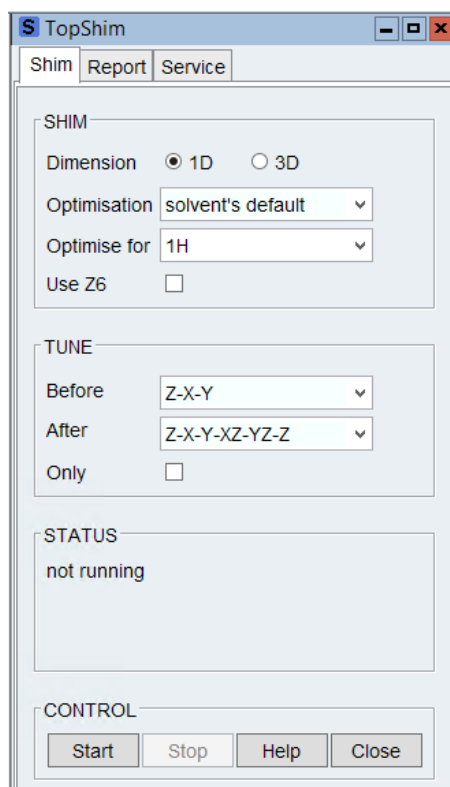 S TopShim
Shim Report Service
SHIM
Dimension 1D 3D
Optimisation solvent's default
Optimise for 1H
Use Z6
TUNE
Before Z-X-Y
After Z-X-Y-XZ-YZ-Z
Only
STATUS
not running
CONTROL
Start Stop Help Close